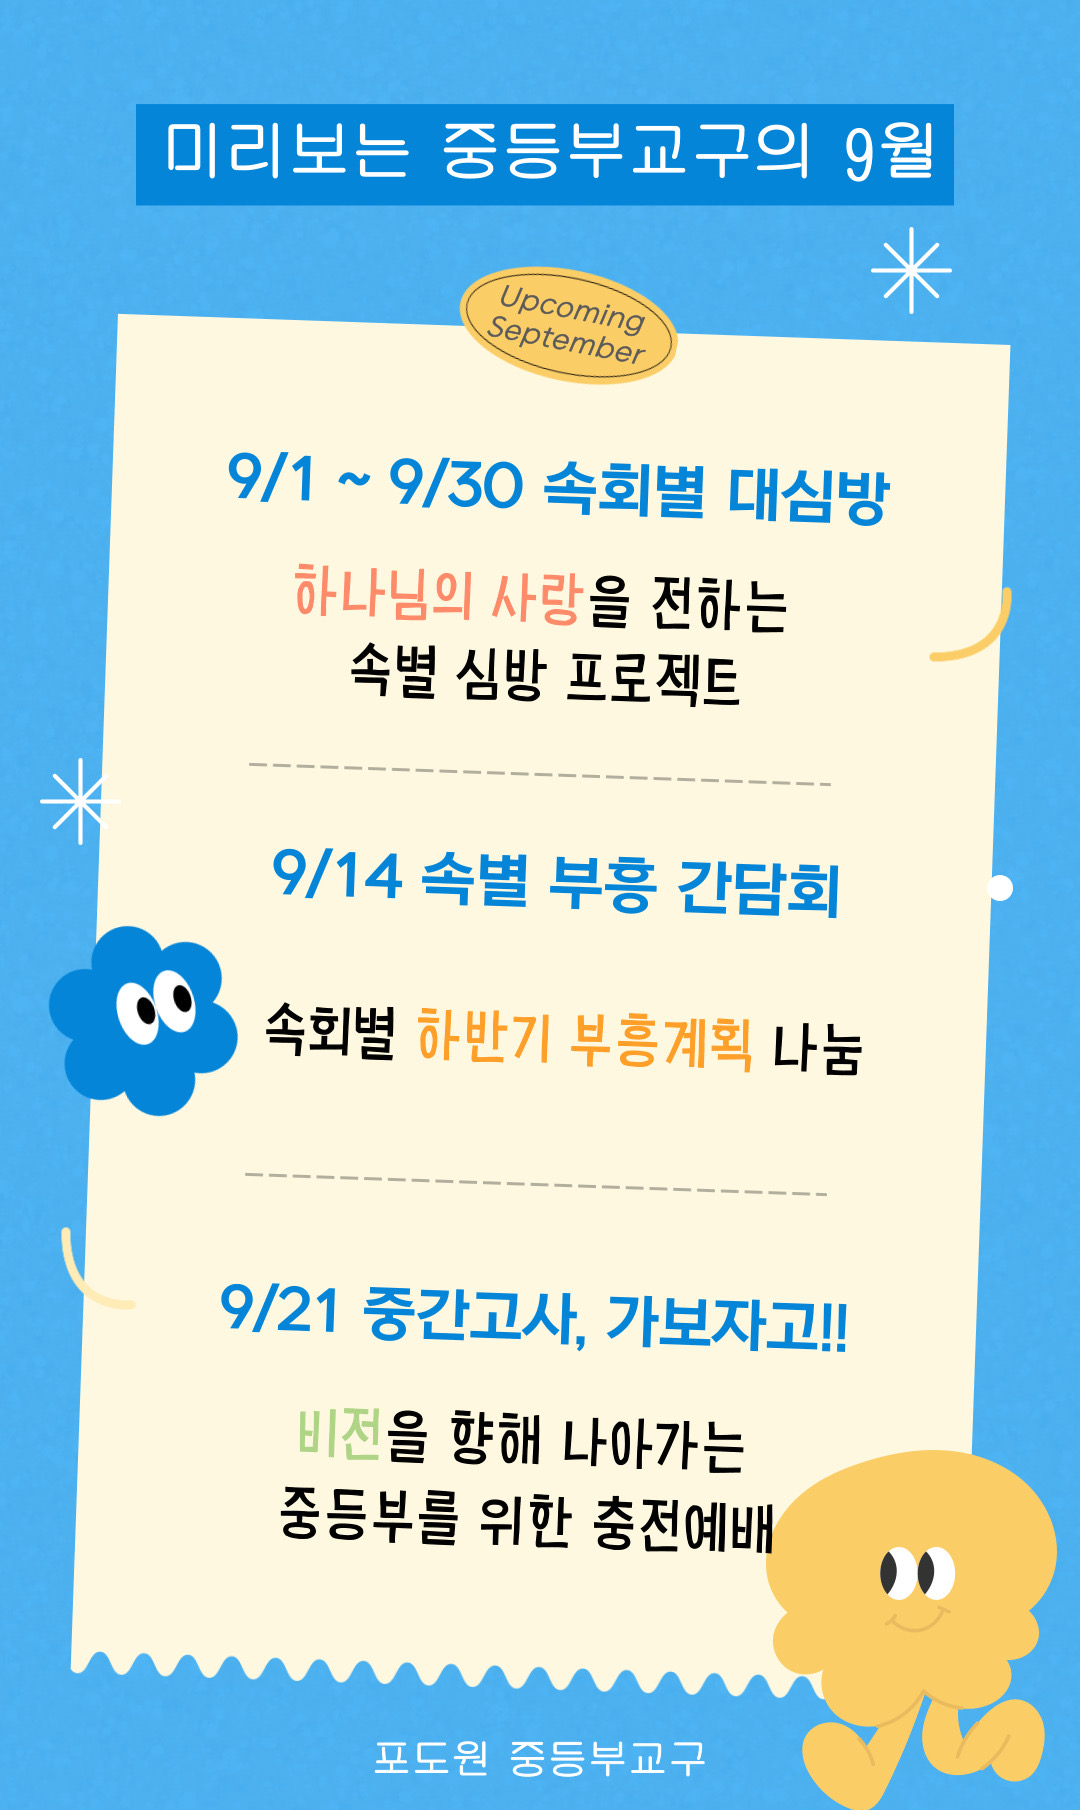 미리보는 중등부교구의 9월
Upcoming
September
9/1 ~ 9/30 속회별 대심방
하나님의 사랑을 전하는
속별 심방 프로젝트
9/14 속별 부흥 간담회
속회별 하반기 부흥계획 나눔
9/21 중간고사, 가보자고!!
비전을 향해 나아가는
중등부를 위한 충전예배
포도원 중등부교구